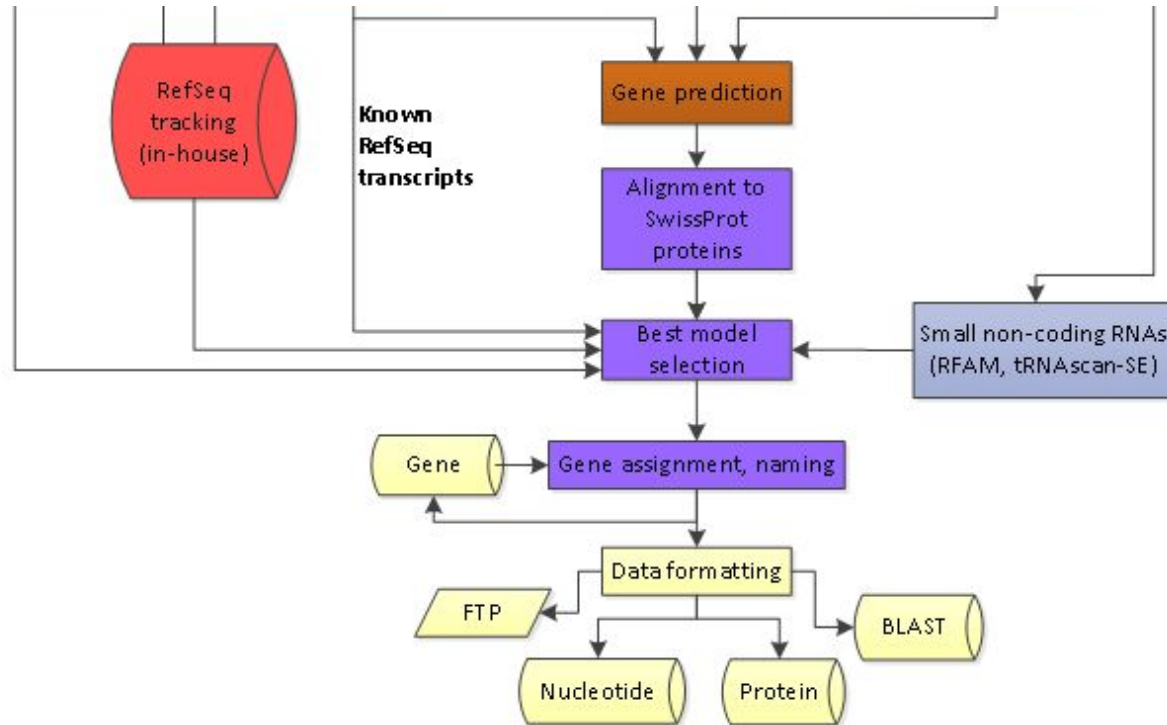 RefSeq
tracking
(in-house)
Known
RefSeq
transcripts
Gene prediction
Alignment to
SwissProt
proteins
Best model
selection
Small non-coding RNAs
(RFAM, tRNAscan-SE)
Gene
Gene assignment, naming
Data formatting
FTP
BLAST
Nucleotide
Protein